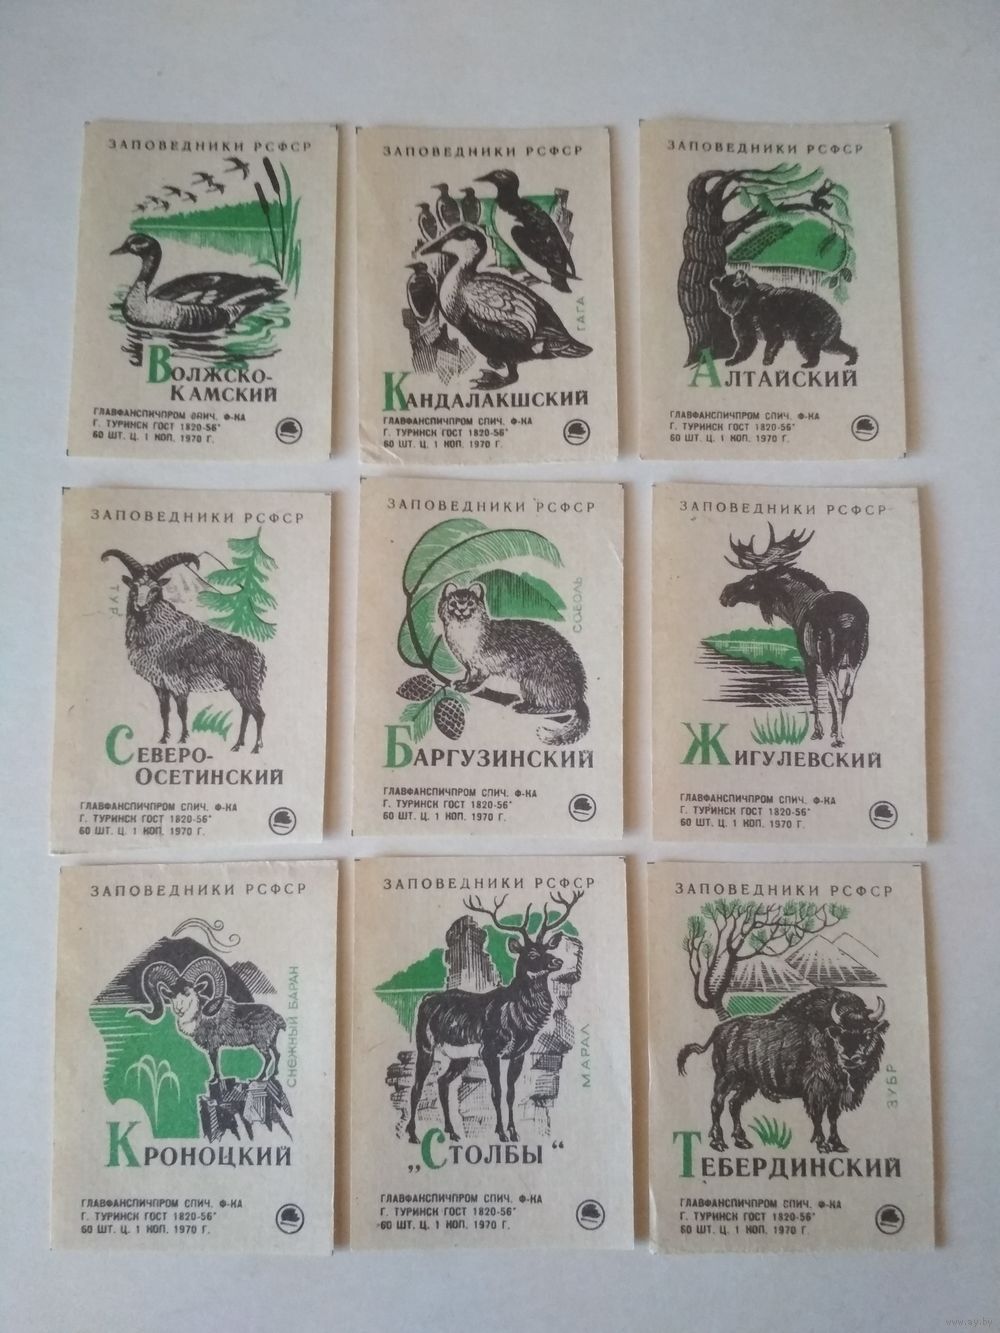 ЗАПОВЕДНИКИ РСФСР
ВОЛЖСКО-
КАМСКИЙ
ГЛАВФАНСПИЧПРОМ СПИЧ. Ф-КА
Г. ТУРИНСК ГОСТ 1820-56*
60 ШТ. Ц. 1 КОП. 1970 Г.
ЗАПОВЕДНИКИ РСФСР
ГАГА
КАНДАЛАКШСКИЙ
ГЛАВФАНСПИЧПРОМ СПИЧ. Ф-КА
Г. ТУРИНСК ГОСТ 1820-56*
60 ШТ. Ц. 1 КОП. 1970 Г.
ЗАПОВЕДНИКИ РСФСР
АЛТАЙСКИЙ
ГЛАВФАНСПИЧПРОМ СПИЧ. Ф-КА
Г. ТУРИНСК ГОСТ 1820-56*
60 ШТ. Ц. 1 КОП. 1970 Г.
ЗАПОВЕДНИКИ РСФСР
ТУР
СЕВЕРО-
ОСЕТИНСКИЙ
ГЛАВФАНСПИЧПРОМ СПИЧ. Ф-КА
Г. ТУРИНСК ГОСТ 1820-56*
60 ШТ. Ц. 1 КОП. 1970 Г.
ЗАПОВЕДНИКИ РСФСР
СОБОЛЬ
БАРГУЗИНСКИЙ
ГЛАВФАНСПИЧПРОМ СПИЧ. Ф-КА
Г. ТУРИНСК ГОСТ 1820-56*
60 ШТ. Ц. 1 КОП. 1970 Г.
ЗАПОВЕДНИКИ РСФСР
ЖИГУЛЕВСКИЙ
ГЛАВФАНСПИЧПРОМ СПИЧ. Ф-КА
Г. ТУРИНСК ГОСТ 1820-56*
60 ШТ. Ц. 1 КОП. 1970 Г.
ЗАПОВЕДНИКИ РСФСР
СНЕЖНЫЙ БАРАН
КРОНОЦКИЙ
ГЛАВФАНСПИЧПРОМ СПИЧ. Ф-КА
Г. ТУРИНСК ГОСТ 1820-56*
60 ШТ. Ц. 1 КОП. 1970 Г.
ЗАПОВЕДНИКИ РСФСР
МАРАЛ
„СТОЛБЫ“
ГЛАВФАНСПИЧПРОМ СПИЧ. Ф-КА
Г. ТУРИНСК ГОСТ 1820-56*
60 ШТ. Ц. 1 КОП. 1970 Г.
ЗАПОВЕДНИКИ РСФСР
ЗУБР
ТЕБЕРДИНСКИЙ
ГЛАВФАНСПИЧПРОМ СПИЧ. Ф-КА
Г. ТУРИНСК ГОСТ 1820-56*
60 ШТ. Ц. 1 КОП. 1970 Г.
www.ay.by